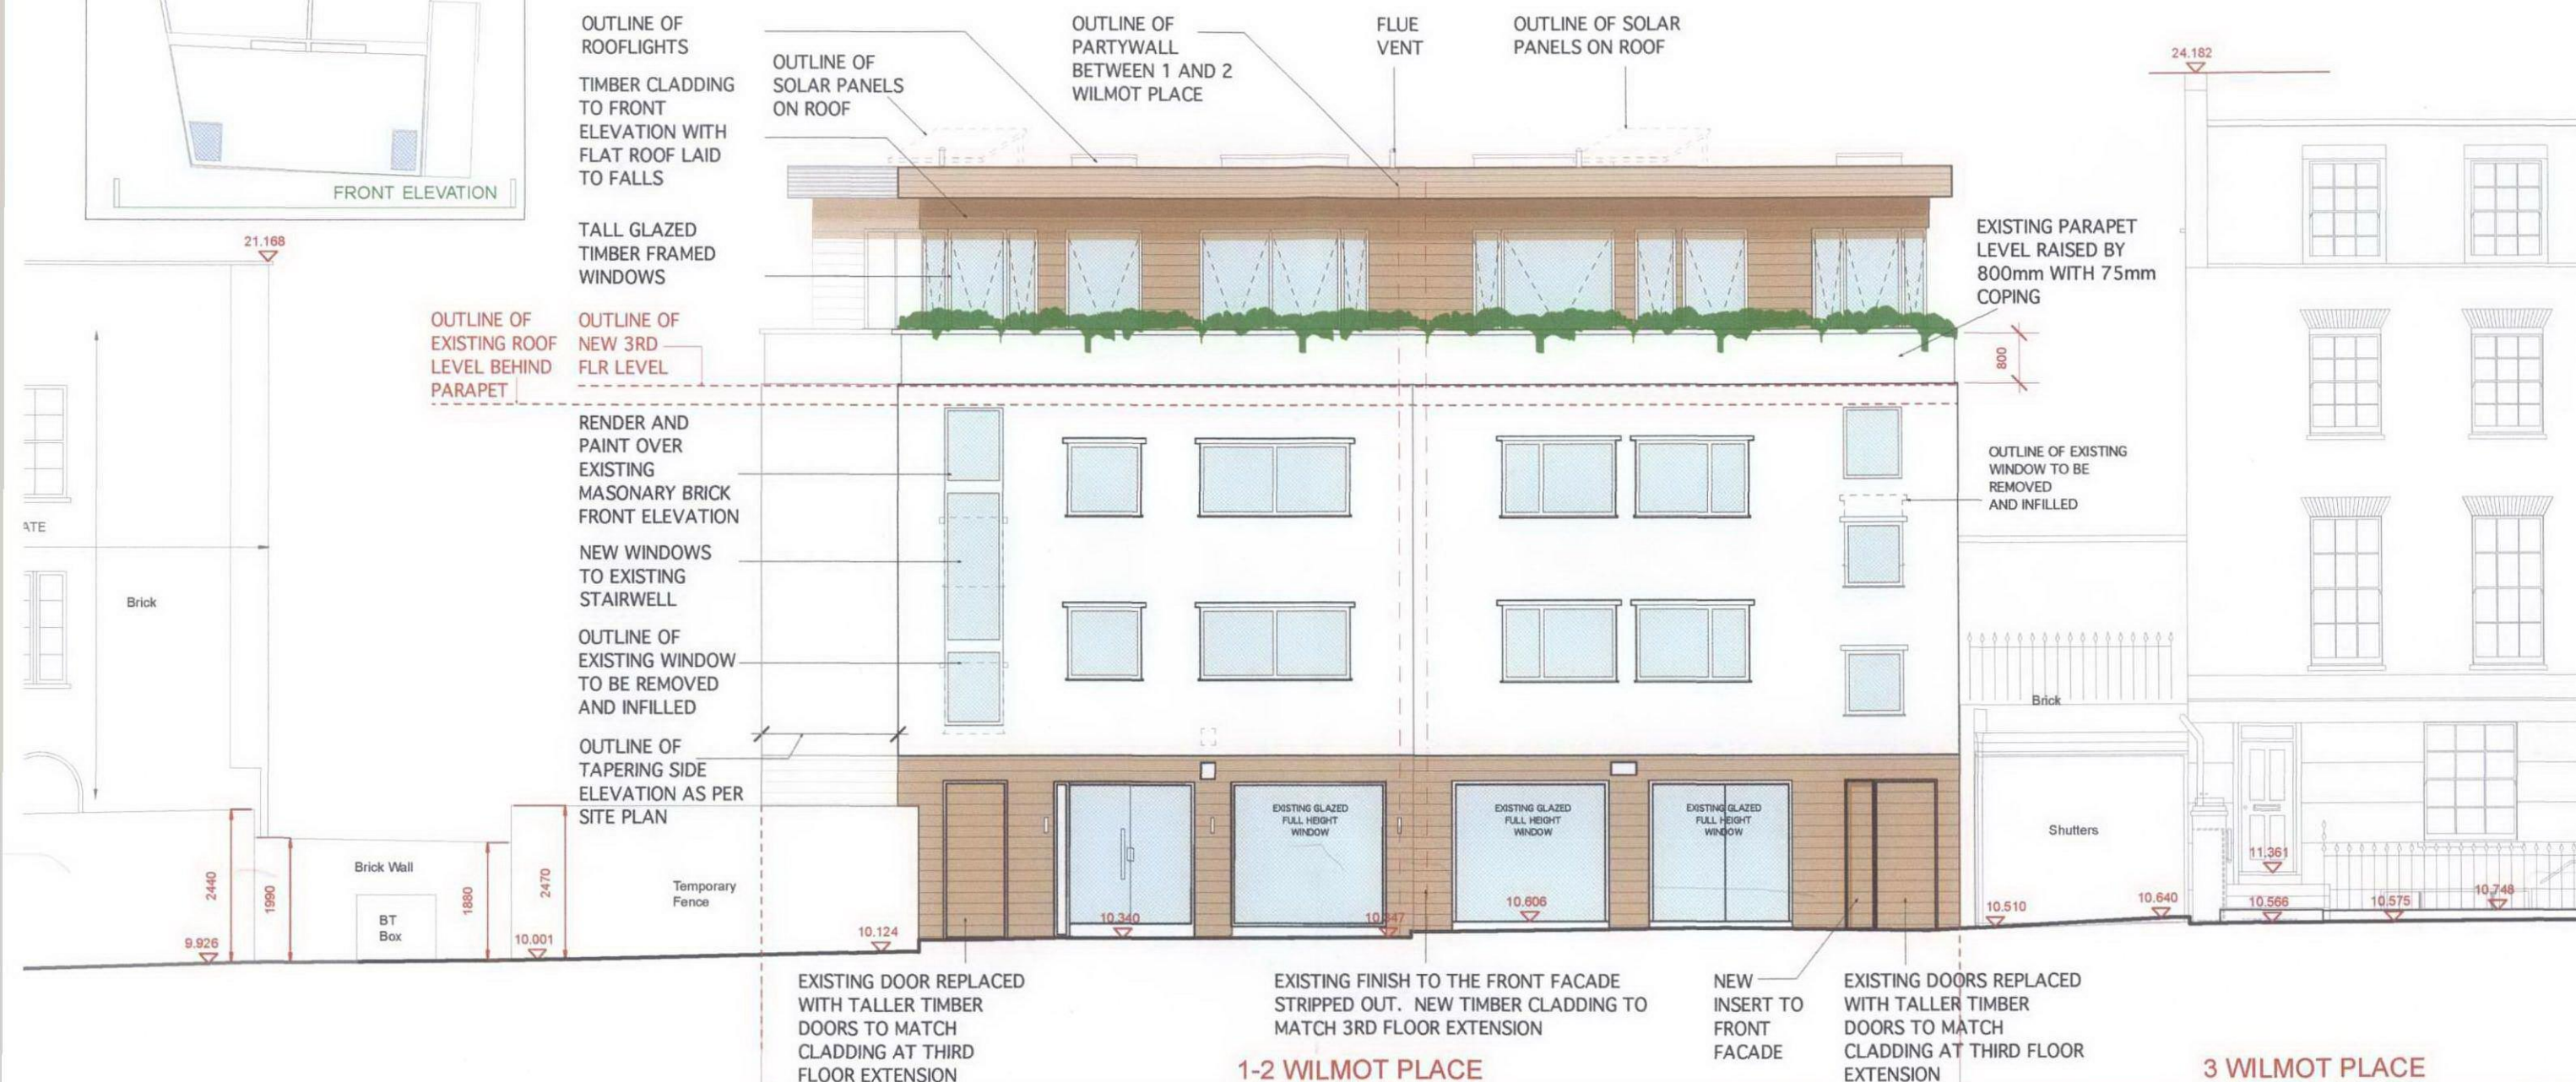 OUTLINE OF
ROOFLIGHTS
OUTLINE OF
SOLAR PANELS
ON ROOF
OUTLINE OF
PARTYWALL
BETWEEN 1 AND 2
WILMOT PLACE
FLUE
VENT
OUTLINE OF SOLAR
PANELS ON ROOF
24.182
TIMBER CLADDING
TO FRONT
ELEVATION WITH
FLAT ROOF LAID
TO FALLS
FRONT ELEVATION
21.168
TALL GLAZED
TIMBER FRAMED
WINDOWS
EXISTING PARAPET
LEVEL RAISED BY
800mm WITH 75mm
COPING
OUTLINE OF
EXISTING ROOF
LEVEL BEHIND
PARAPET
OUTLINE OF
NEW 3RD
FLR LEVEL
800
RENDER AND
PAINT OVER
EXISTING
MASONARY BRICK
FRONT ELEVATION
OUTLINE OF EXISTING
WINDOW TO BE
REMOVED
AND INFILLED
ATE
NEW WINDOWS
TO EXISTING
STAIRWELL
Brick
OUTLINE OF
EXISTING WINDOW
TO BE REMOVED
AND INFILLED
Brick
OUTLINE OF
TAPERING SIDE
ELEVATION AS PER
SITE PLAN
EXISTING GLAZED
FULL HEIGHT
WINDOW
EXISTING GLAZED
FULL HEIGHT
WINDOW
EXISTING GLAZED
FULL HEIGHT
WINDOW
Shutters
2440
1990
Brick Wall
BT
Box
1880
2470
Temporary
Fence
9.926
10.001
10.124
10.340
10.347
10.606
10.510
10.640
11.361
10.566
10.575
10.748
EXISTING DOOR REPLACED
WITH TALLER TIMBER
DOORS TO MATCH
CLADDING AT THIRD
FLOOR EXTENSION
EXISTING FINISH TO THE FRONT FACADE
STRIPPED OUT. NEW TIMBER CLADDING TO
MATCH 3RD FLOOR EXTENSION
NEW
INSERT TO
FRONT
FACADE
EXISTING DOORS REPLACED
WITH TALLER TIMBER
DOORS TO MATCH
CLADDING AT THIRD FLOOR
EXTENSION
1-2 WILMOT PLACE
3 WILMOT PLACE